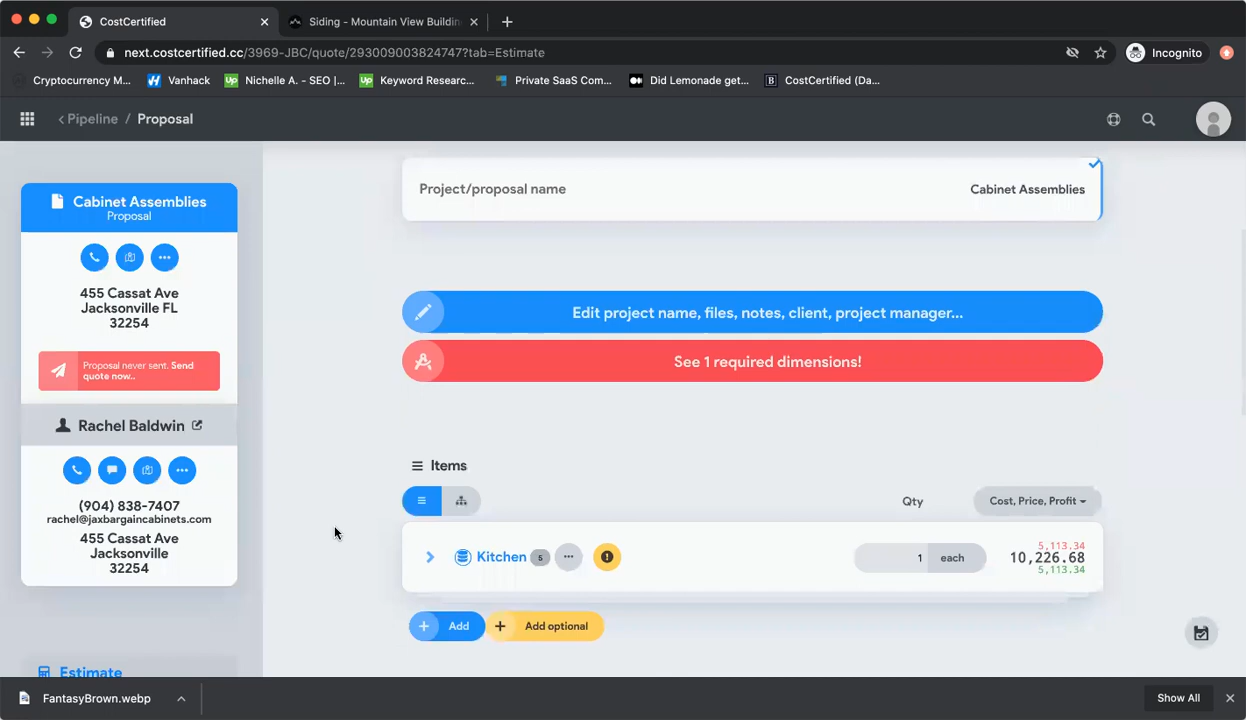 CostCertified
Siding - Mountain View Buildin
next.costcertified.cc/3969-JBC/quote/293009003824747?tab=Estimate
Incognito
Cryptocurrency M...
Vanhack
Nichelle A. - SEO |...
Keyword Researc...
Private SaaS Com...
Did Lemonade get...
CostCertified (Da...
Pipeline / Proposal
Cabinet Assemblies
Proposal
455 Cassat Ave
Jacksonville FL
32254
Proposal never sent. Send
quote now..
Rachel Baldwin
(904) 838-7407
rachel@jaxbargaincabinets.com
455 Cassat Ave
Jacksonville
32254
Estimate
Project/proposal name
Cabinet Assemblies
Edit project name, files, notes, client, project manager...
See 1 required dimensions!
Items
Qty
Cost, Price, Profit
Kitchen 5
1 each
5,113.34
10,226.68
5,113.34
+ Add
+ Add optional
FantasyBrown.webp
Show All